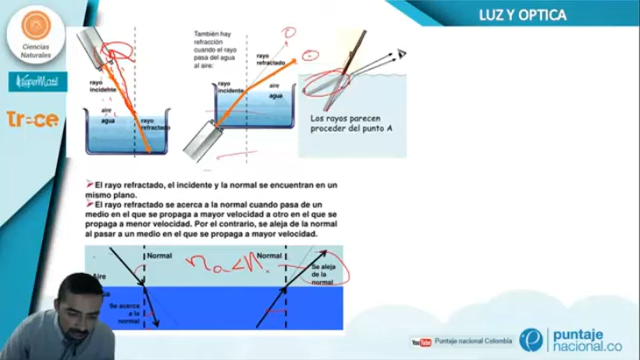 LUZ Y OPTICA
Ciencias
Naturales
Tr=ce
rayo
incidente
aire
agua
rayo
refractado
También hay
refracción
cuando el rayo
pasa del agua
al aire:
rayo
refractado
rayo
incidente
aire
agua
Los rayos parecen
proceder del punto A
El rayo refractado, el incidente y la normal se encuentran en un
mismo plano.
El rayo refractado se acerca a la normal cuando pasa de un
medio en el que se propaga a mayor velocidad a otro en el que se
propaga a menor velocidad. Por el contrario, se aleja de la normal
al pasar a un medio en el que se propaga a mayor velocidad.
Normal
Normal
Aire
Se acerca
a la
normal
Se aleja
de la
normal
You Tube
Puntaje nacional Colombia
puntaje
nacional.co